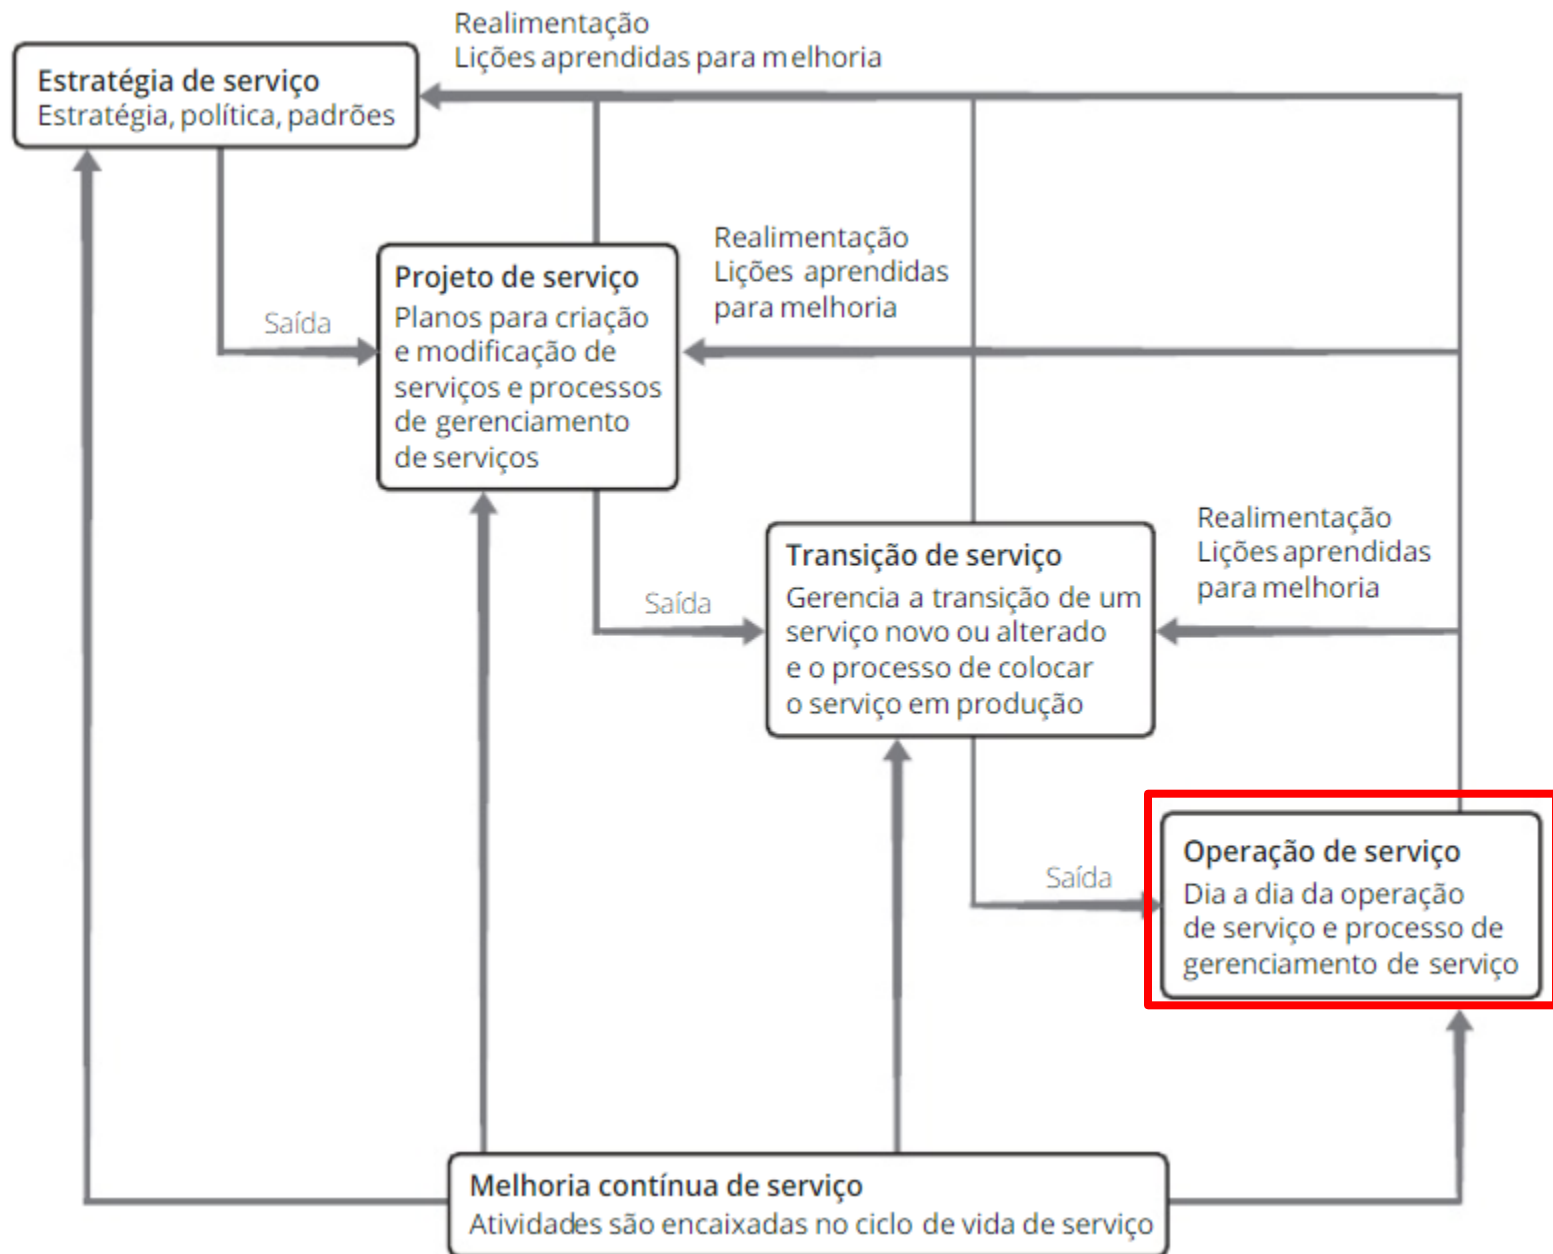 Realimentação
Lições aprendidas para melhoria
Estratégia de serviço
Estratégia, política, padrões
Realimentação
Lições aprendidas
para melhoria
Projeto de serviço
Planos para criação
e modificação de
serviços e processos
de gerenciamento
de serviços
Saída
Realimentação
Lições aprendidas
para melhoria
Transição de serviço
Gerencia a transição de um
serviço novo ou alterado
e o processo de colocar
o serviço em produção
Saída
Operação de serviço
Dia a dia da operação
de serviço e processo de
gerenciamento de serviço
Saída
Melhoria contínua de serviço
Atividades são encaixadas no ciclo de vida de serviço